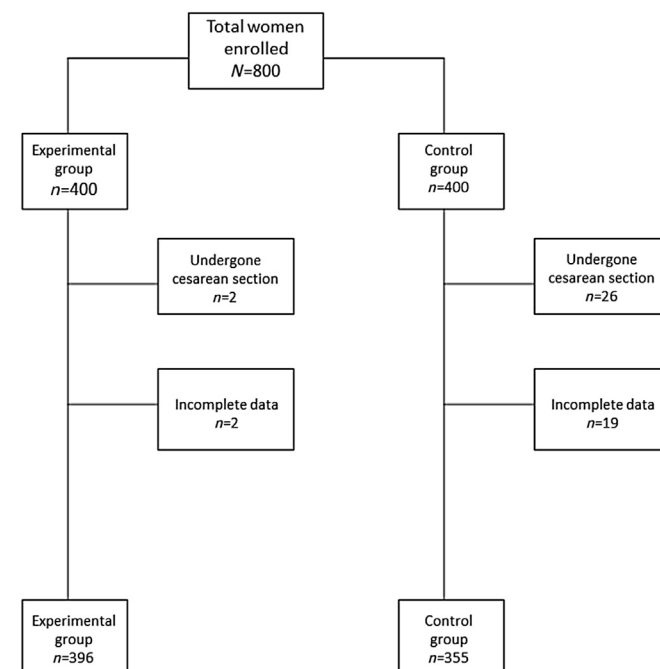 Total women
enrolled
N=800
Experimental
group
n=400
Control
group
n=400
Undergone
cesarean section
n=2
Undergone
cesarean section
n=26
Incomplete data
n=2
Incomplete data
n=19
Experimental
group
n=396
Control
group
n=355